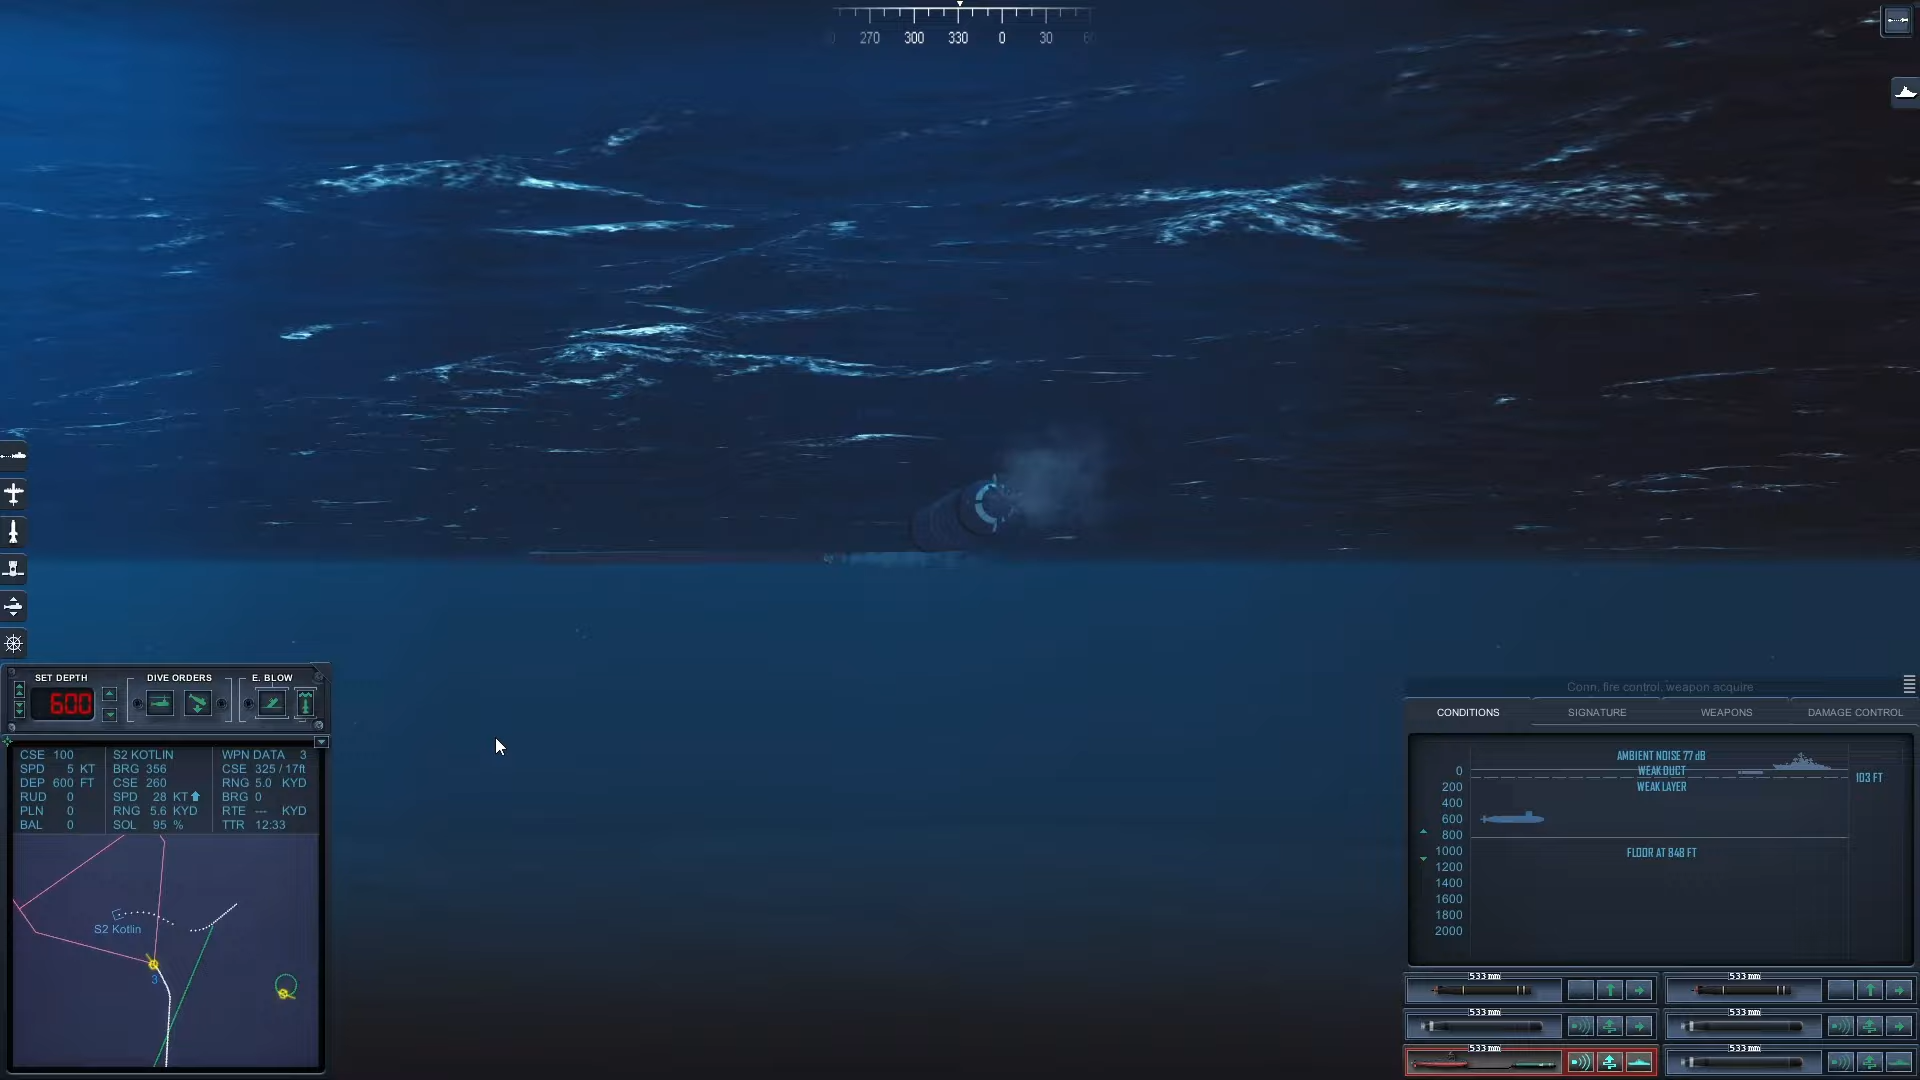 270 300 330 0 30 60
SET DEPTH DIVE ORDERS E. BLOW
600
CSE 100 S2 KOTLIN WPN DATA 3
SPD 5 KT BRG 356 CSE 325 / 17ft
DEP 600 FT CSE 260 RNG 5.0 KYD
RUD 0 SPD 28 KT BRG 0
PLN 0 RNG 5.6 KYD RTE --- KYD
BAL 0 SOL 95 % TTR 12:33
S2 Kotlin
3
Conn, fire control, weapon acquire
CONDITIONS SIGNATURE WEAPONS DAMAGE CONTROL
AMBIENT NOISE 77 dB
0 WEAK DUCT 103 FT
200 WEAK LAYER
400
600
800
1000 FLOOR AT 848 FT
1200
1400
1600
1800
2000
533 mm 533 mm
533 mm 533 mm
533 mm 533 mm